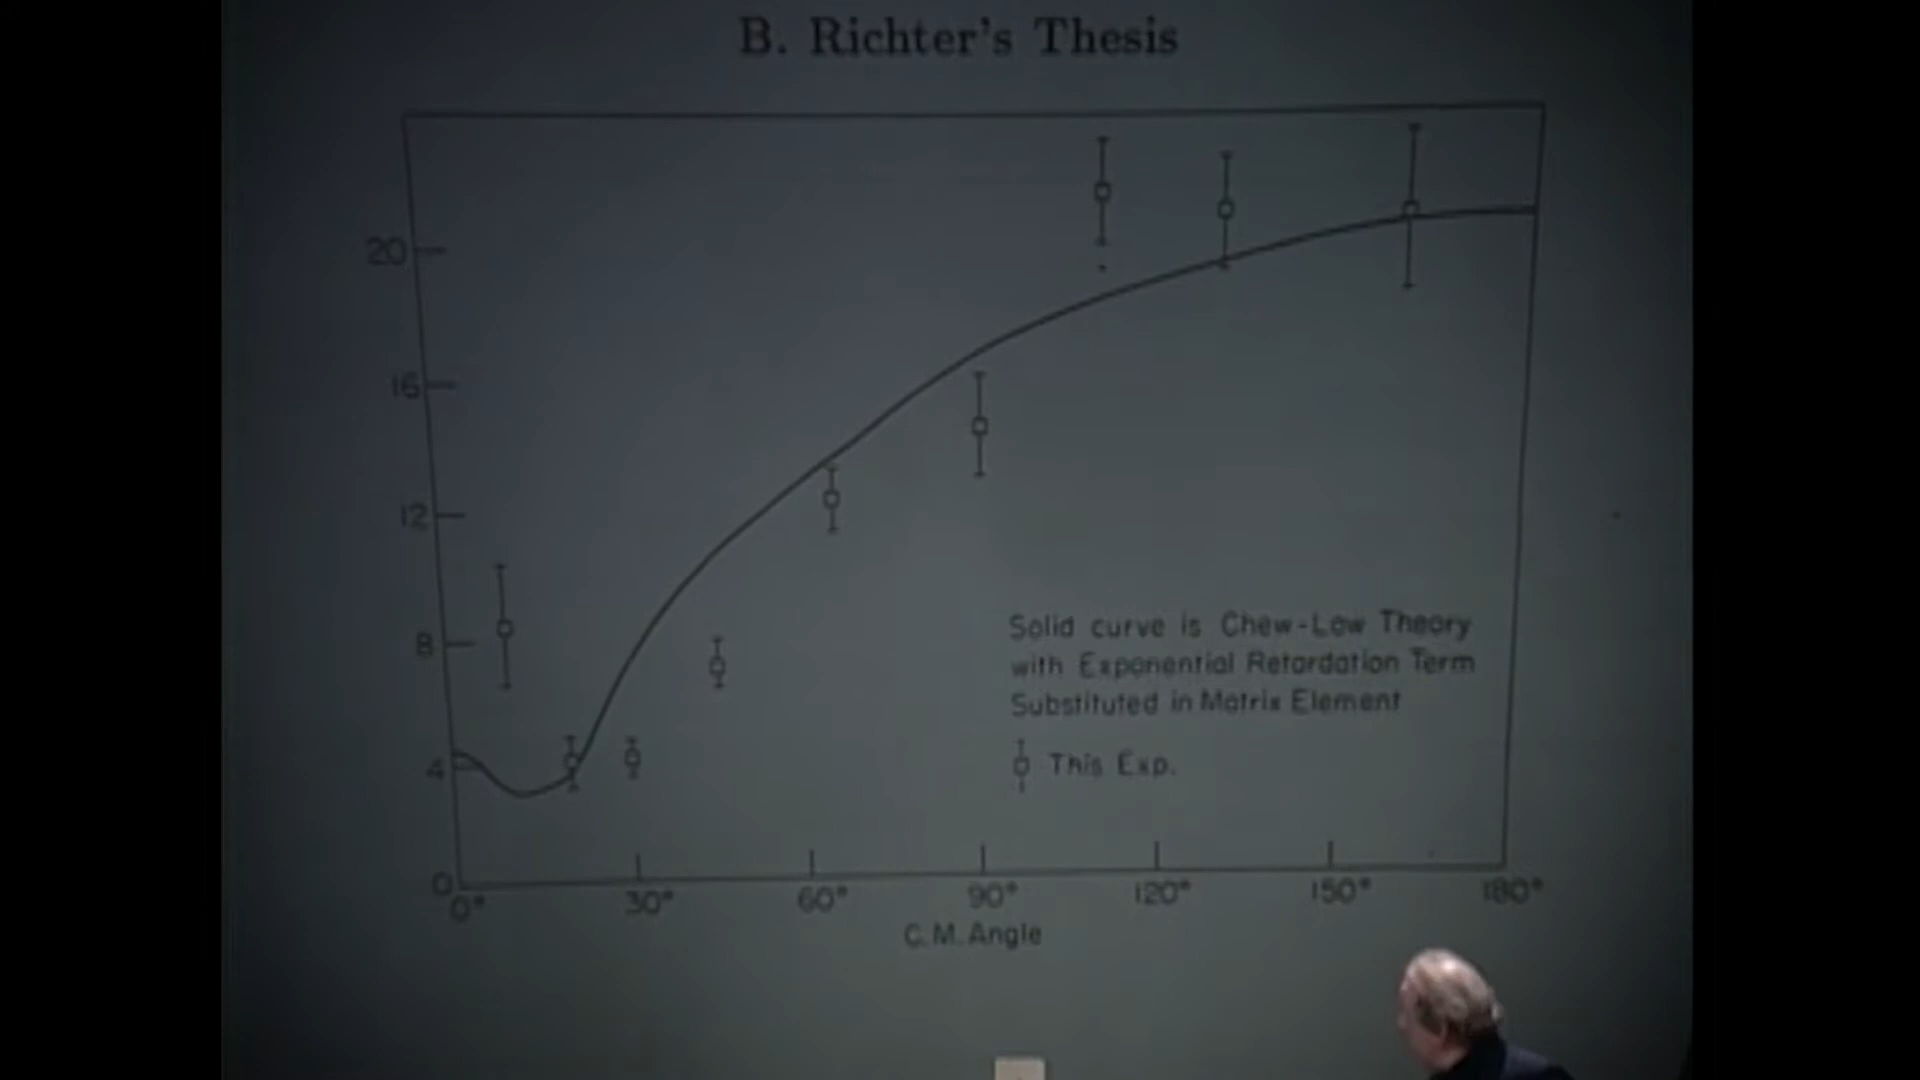 B. Richter's Thesis
20
16
12
8
4
0
Solid curve is Chew-Low Theory
with Exponential Retardation Term
Substituted in Matrix Element
This Exp.
0° 30° 60° 90° 120° 150° 180°
C.M. Angle